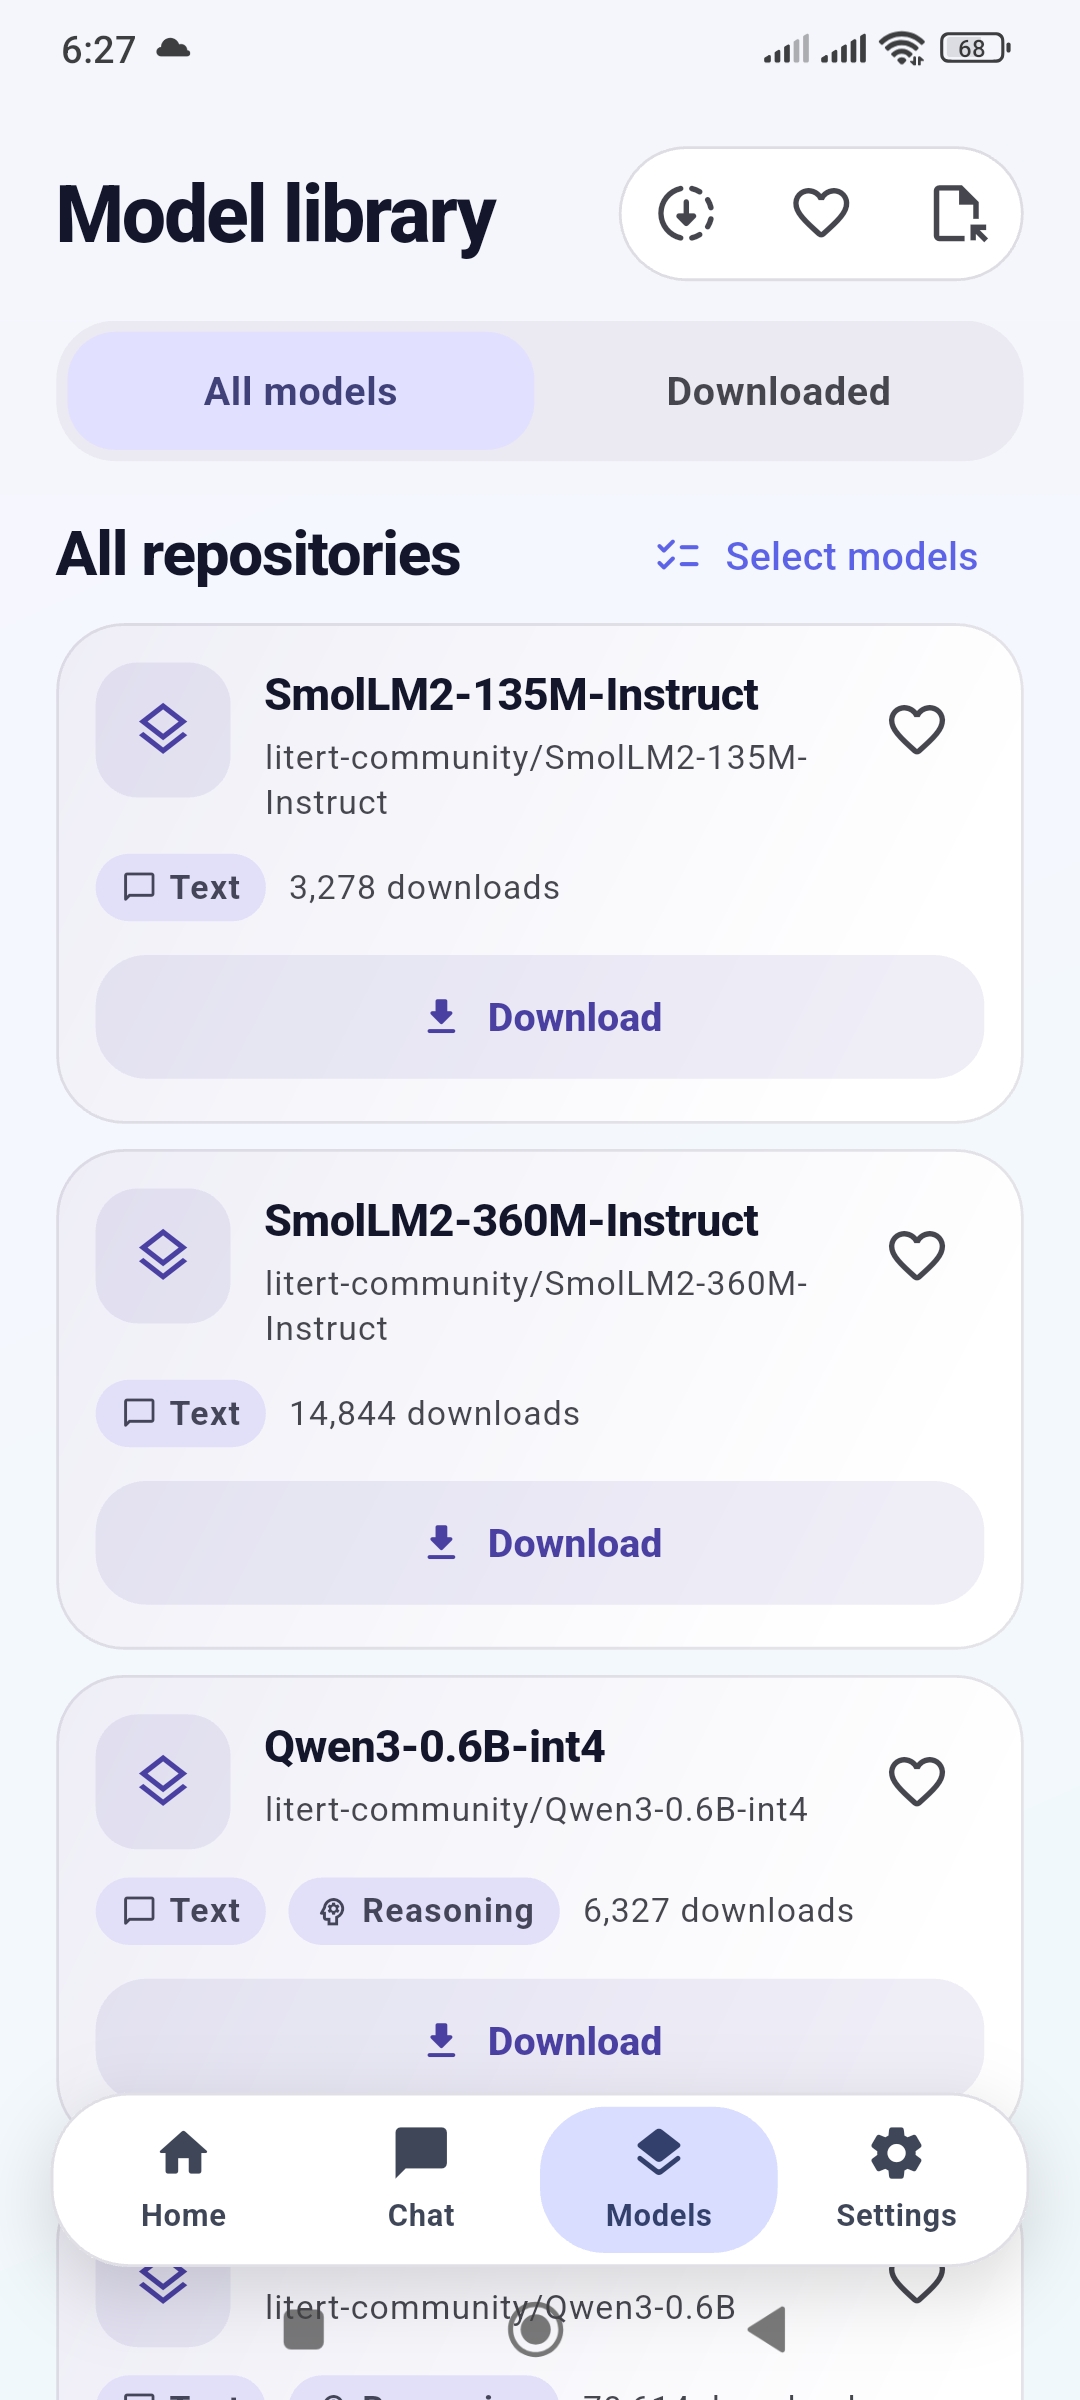 6:27
68
Model library
All models
Downloaded
All repositories
Select models
SmolLM2-135M-Instruct
litert-community/SmolLM2-135M-
Instruct
Text
3,278 downloads
Download
SmolLM2-360M-Instruct
litert-community/SmolLM2-360M-
Instruct
Text
14,844 downloads
Download
Qwen3-0.6B-int4
litert-community/Qwen3-0.6B-int4
Text
Reasoning
6,327 downloads
Download
Home
Chat
Models
Settings
litert-community/Qwen3-0.6B